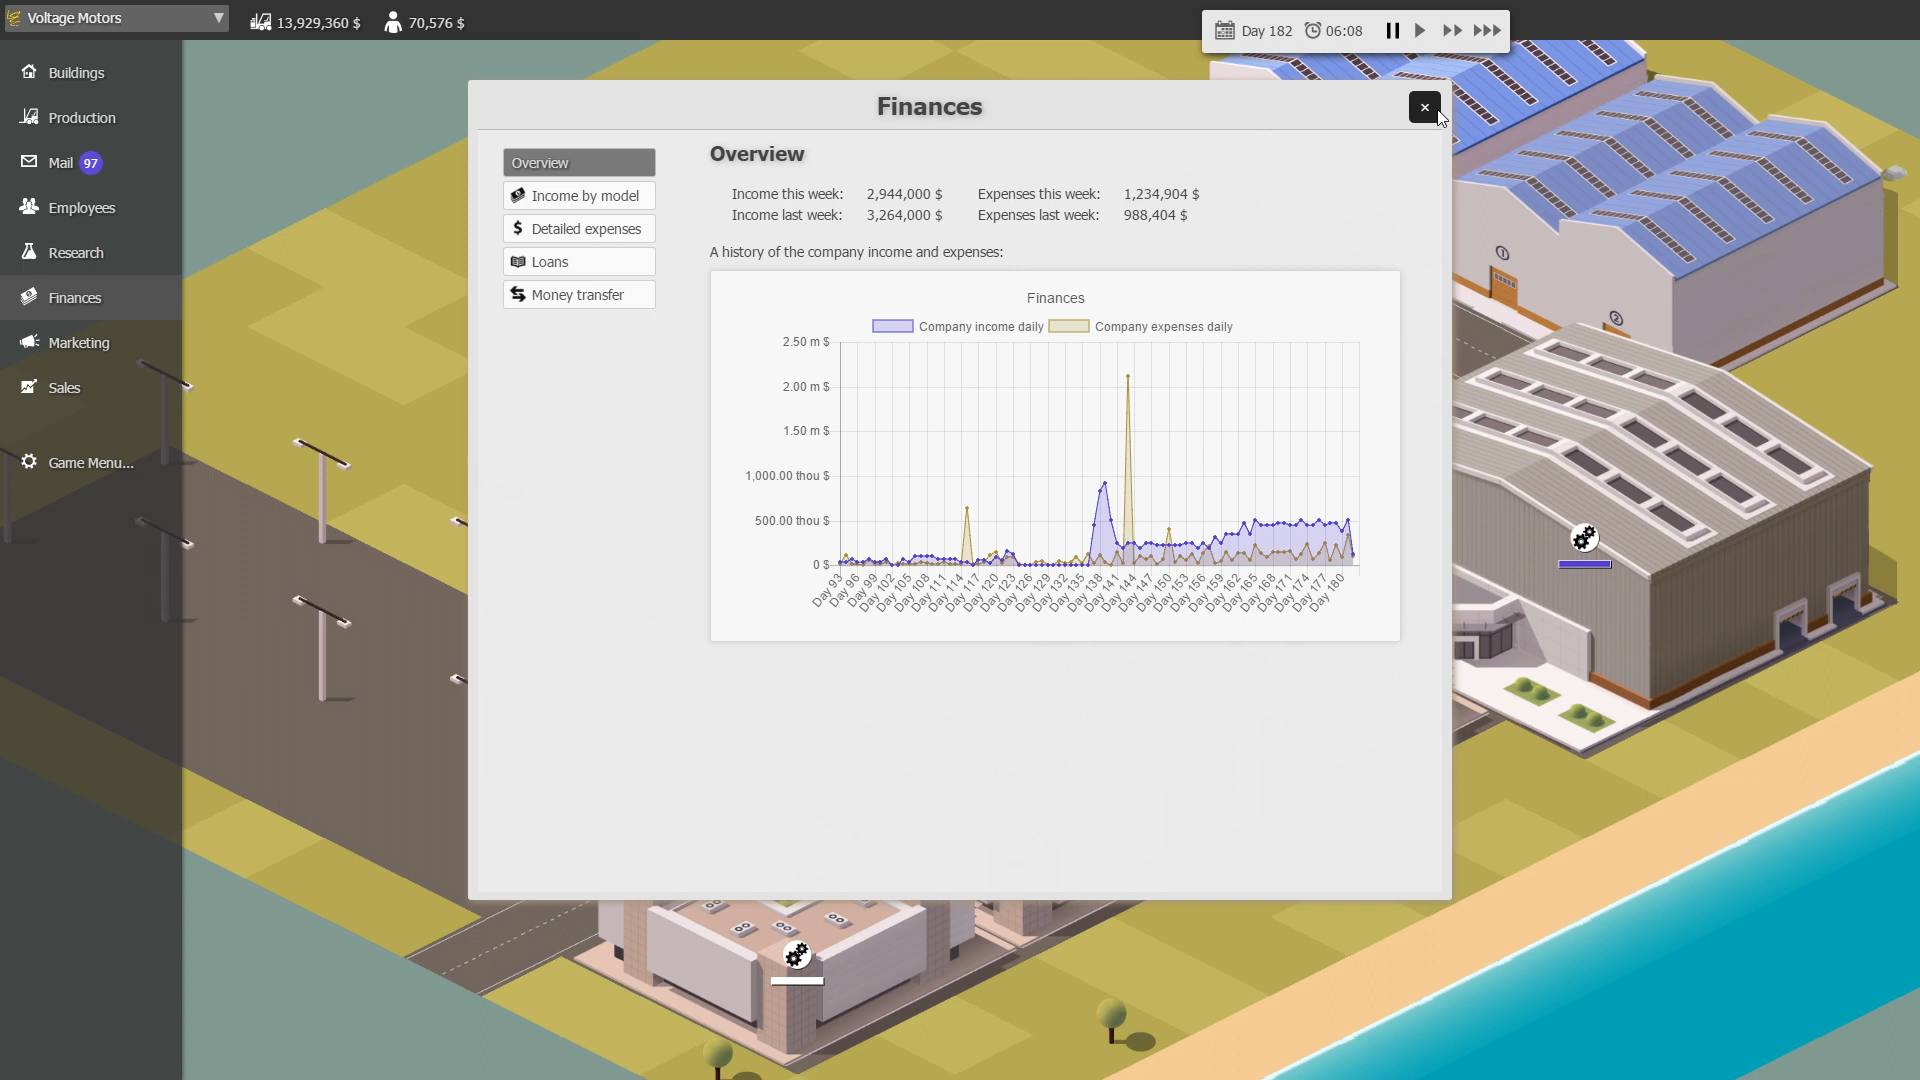 Voltage Motors
13,929,360 $
70,576 $
Day 182
06:08
Buildings
Production
Mail 97
Employees
Research
Finances
Marketing
Sales
Game Menu...
Finances
×
Overview
Income by model
Detailed expenses
Loans
Money transfer
Overview
Income this week: 2,944,000 $ Expenses this week: 1,234,904 $
Income last week: 3,264,000 $ Expenses last week: 988,404 $
A history of the company income and expenses:
Finances
Company income daily Company expenses daily
2.50 m $
2.00 m $
1.50 m $
1,000.00 thou $
500.00 thou $
0 $
Day 93 Day 96 Day 99 Day 102 Day 105 Day 108 Day 111 Day 114 Day 117 Day 120 Day 123 Day 126 Day 129 Day 132 Day 135 Day 138 Day 141 Day 144 Day 147 Day 150 Day 153 Day 156 Day 159 Day 162 Day 165 Day 168 Day 171 Day 174 Day 177 Day 180
1
2